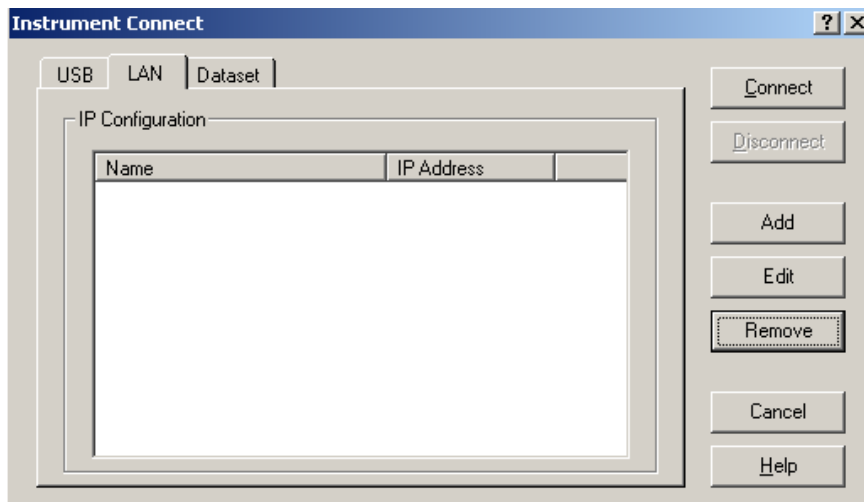 Instrument Connect
USB LAN Dataset
IP Configuration
Name IP Address
Connect
Disconnect
Add
Edit
Remove
Cancel
Help